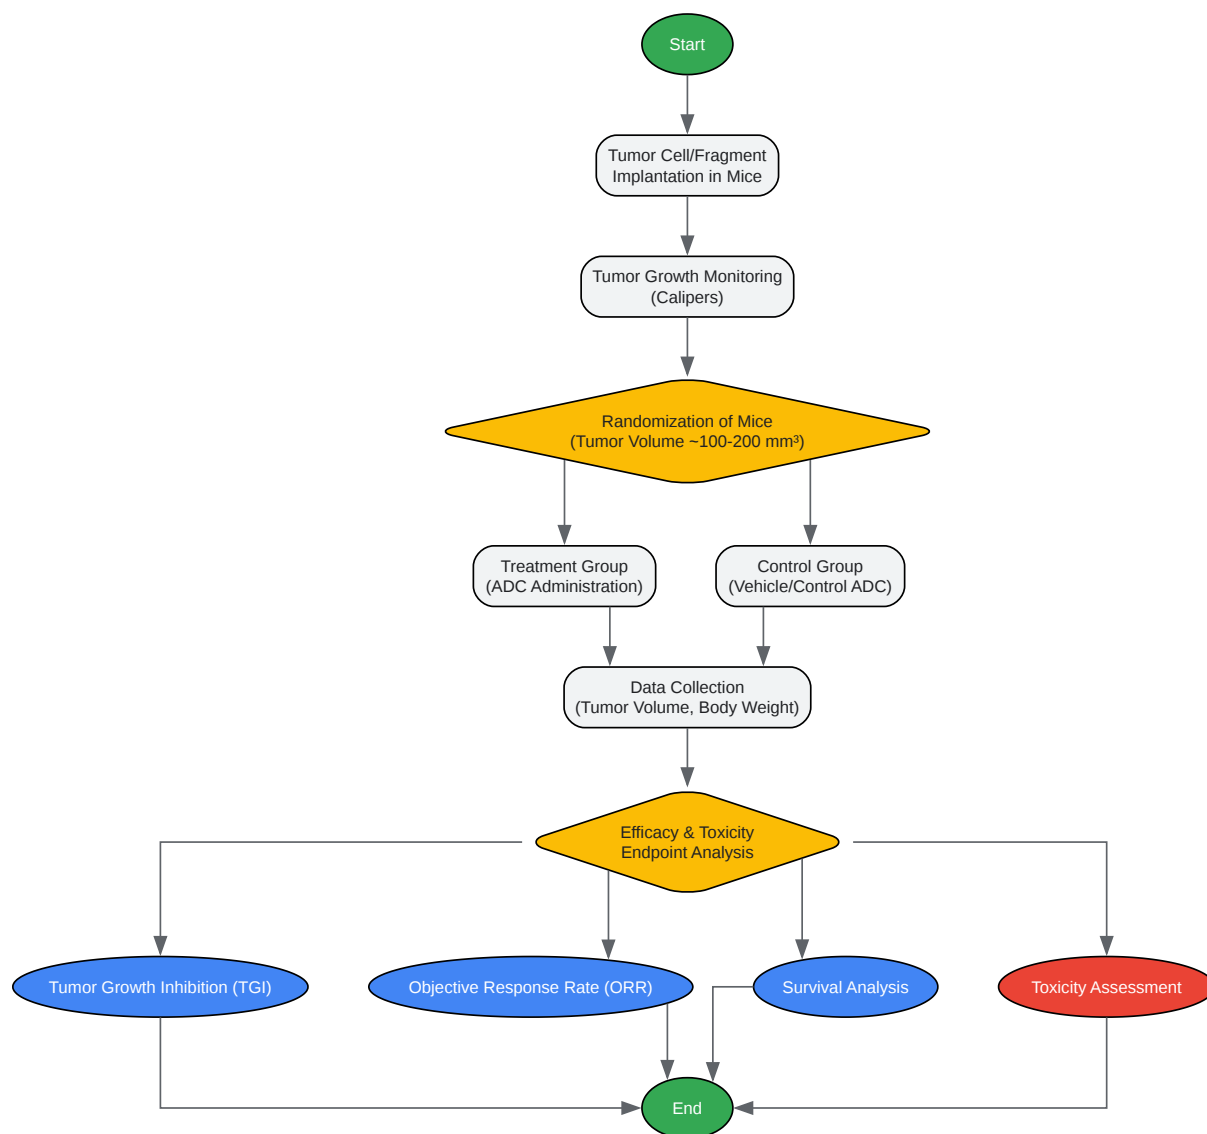 Start
Tumor Cell/Fragment
Implantation in Mice
Tumor Growth Monitoring
(Calipers)
Randomization of Mice
(Tumor Volume ~100-200 mm³)
Treatment Group
(ADC Administration)
Control Group
(Vehicle/Control ADC)
Data Collection
(Tumor Volume, Body Weight)
Efficacy & Toxicity
Endpoint Analysis
Tumor Growth Inhibition (TGI)
Objective Response Rate (ORR)
Survival Analysis
Toxicity Assessment
End